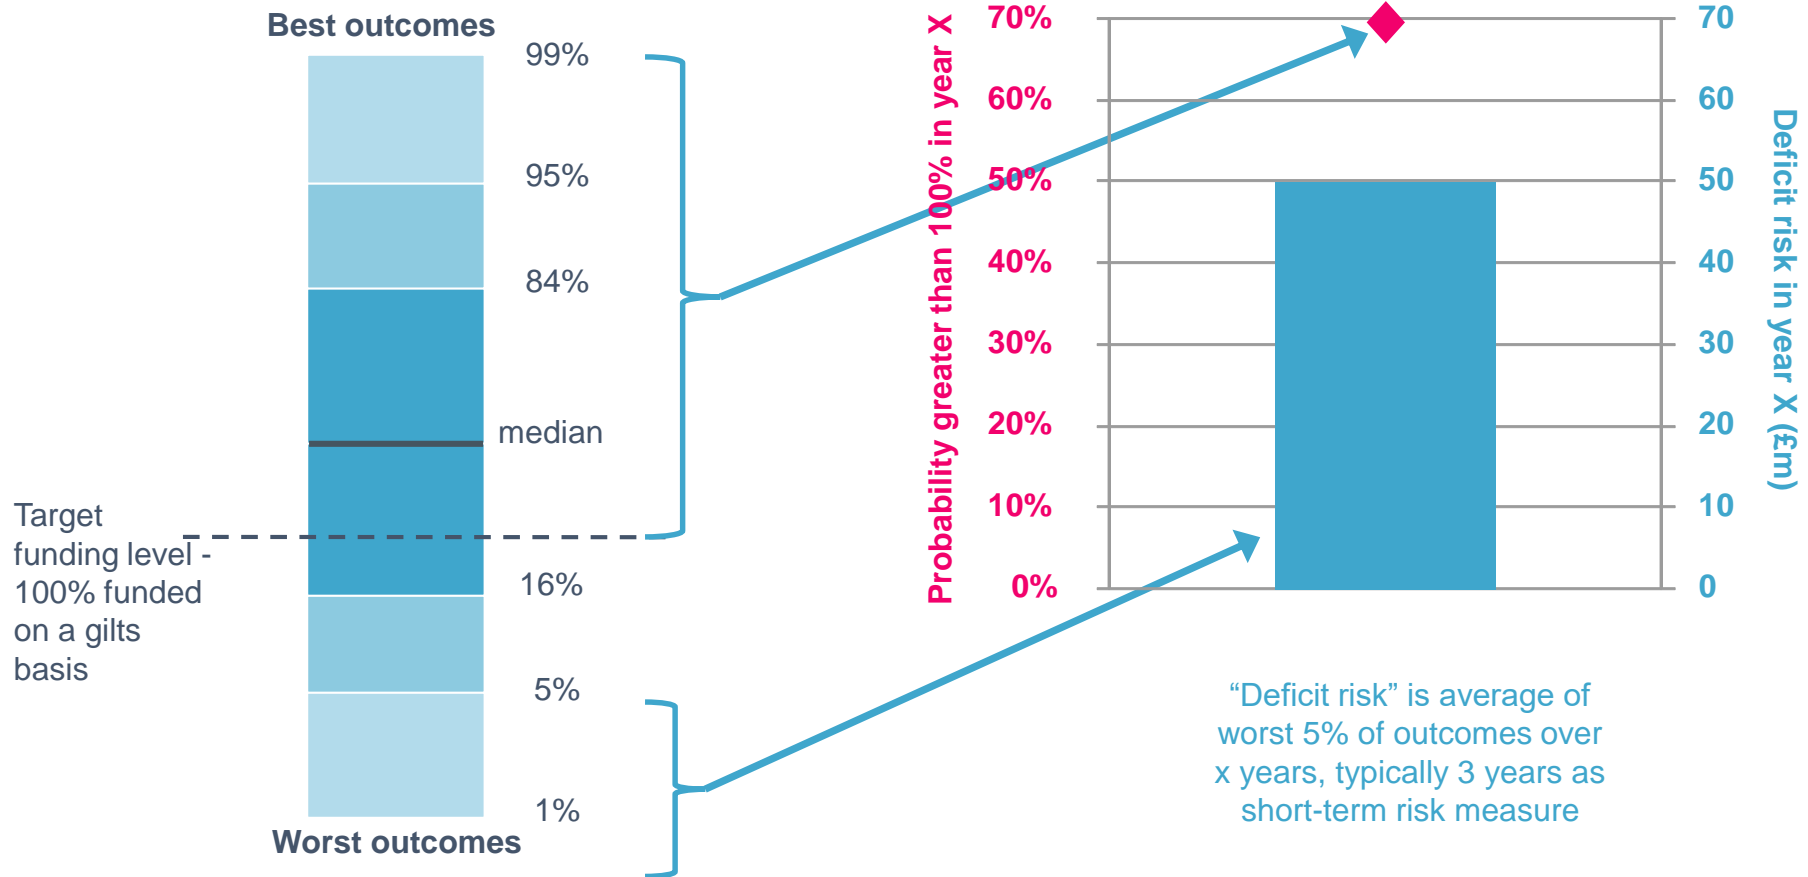 Best outcomes
99%
95%
84%
median
Target
funding level -
100% funded
on a gilts
basis
16%
5%
1%
Worst outcomes
Probability greater than 100% in year X
70%
60%
50%
40%
30%
20%
10%
0%
70
60
50
40
30
20
10
0
Deficit risk in year X (£m)
“Deficit risk” is average of
worst 5% of outcomes over
x years, typically 3 years as
short-term risk measure